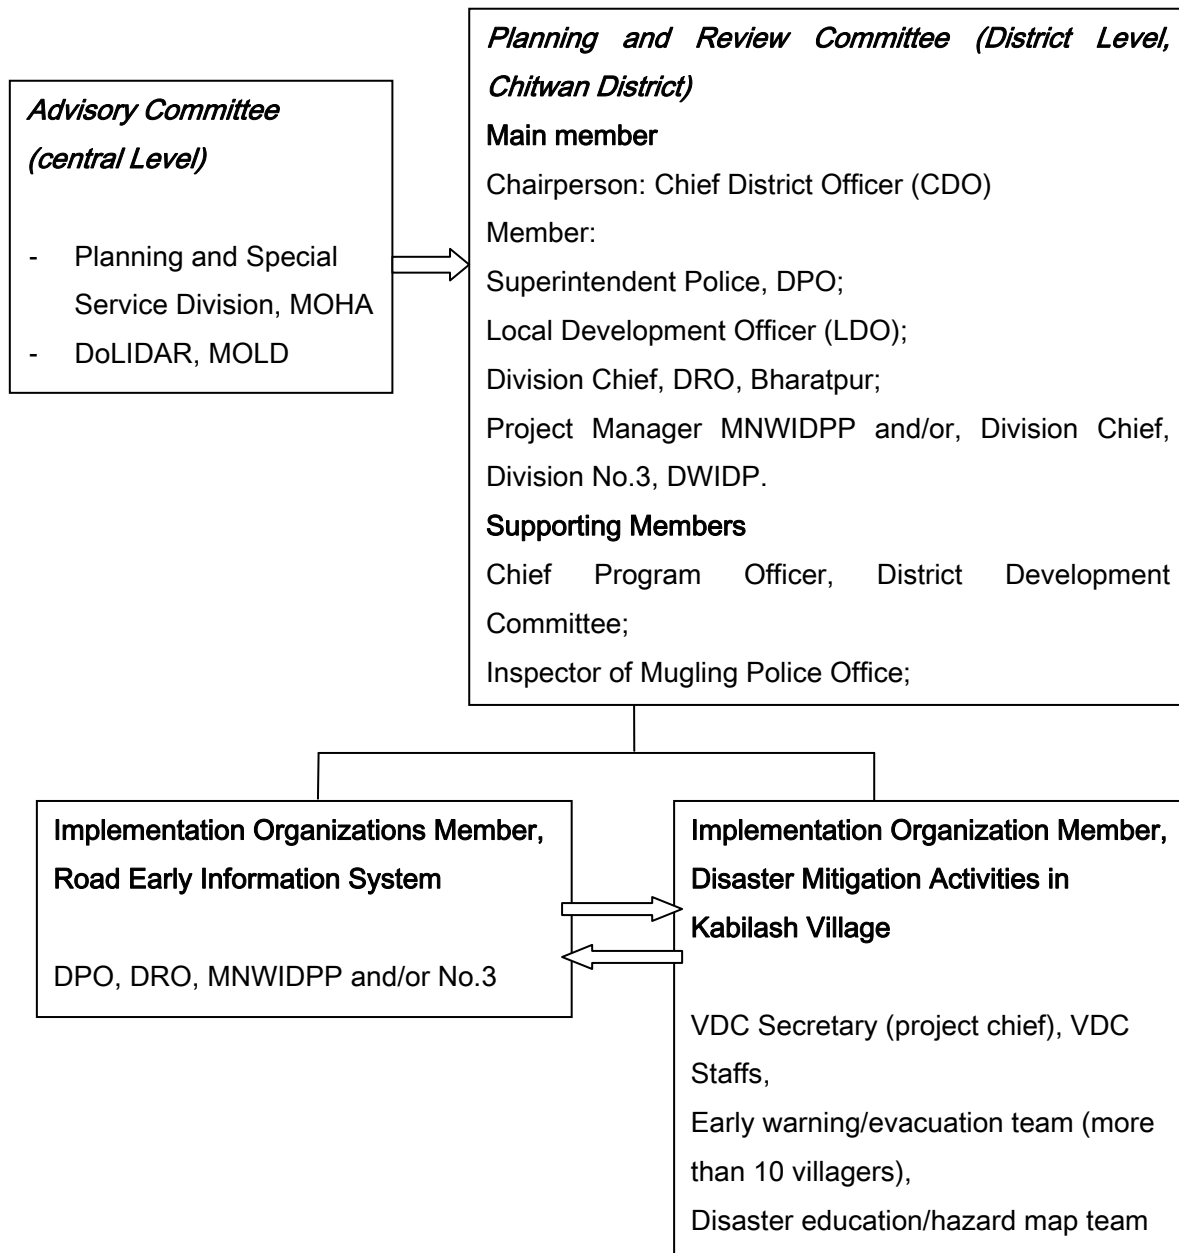 Advisory Committee
(central Level)
- Planning and Special
Service Division, MOHA
- DoLIDAR, MOLD
Planning and Review Committee (District Level,
Chitwan District)
Main member
Chairperson: Chief District Officer (CDO)
Member:
Superintendent Police, DPO;
Local Development Officer (LDO);
Division Chief, DRO, Bharatpur;
Project Manager MNWIDPP and/or, Division Chief,
Division No.3, DWIDP.
Supporting Members
Chief Program Officer, District Development
Committee;
Inspector of Mugling Police Office;
Implementation Organizations Member,
Road Early Information System
DPO, DRO, MNWIDPP and/or No.3
Implementation Organization Member,
Disaster Mitigation Activities in
Kabilash Village
VDC Secretary (project chief), VDC
Staffs,
Early warning/evacuation team (more
than 10 villagers),
Disaster education/hazard map team